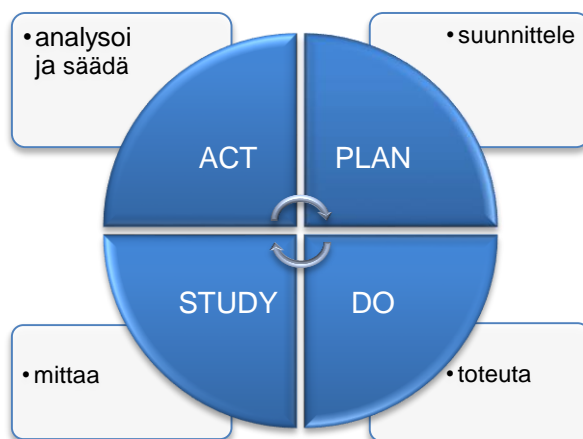 • analysoi
ja säädä
• suunnittele
ACT
PLAN
STUDY
DO
• mittaa
• toteuta